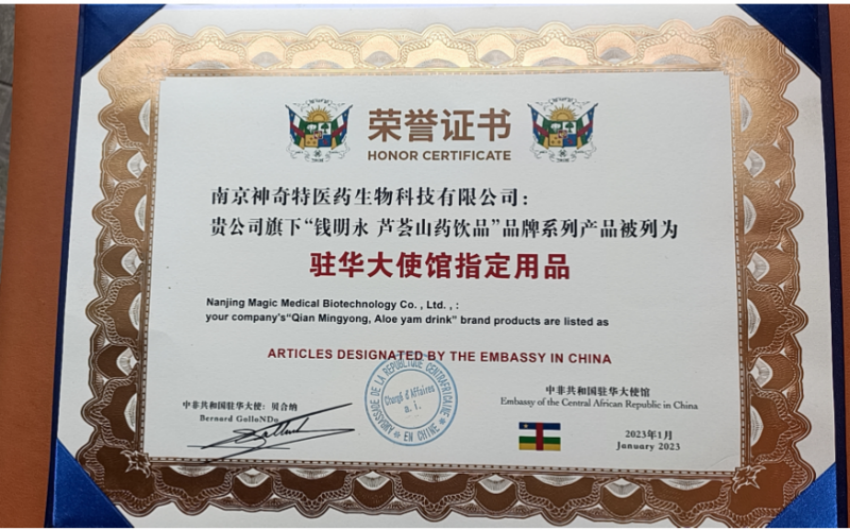 荣誉证书
HONOR CERTIFICATE
南京神奇特医药生物科技有限公司：
贵公司旗下“钱明永 芦荟山药饮品”品牌系列产品被列为
驻华大使馆指定用品
Nanjing Magic Medical Biotechnology Co. , Ltd. , :
your company's“Qian Mingyong, Aloe yam drink” brand products are listed as
ARTICLES DESIGNATED BY THE EMBASSY IN CHINA
中非共和国驻华大使：贝合纳
Bernard GollaNDo
AMBASSADE DE LA REPUBLIQUE CENTRAFRICAINE
Chargé d'Affaires
a. i.
EN CHINE
中非共和国驻华大使馆
Embassy of the Central African Republic in China
2023年1月
January 2023